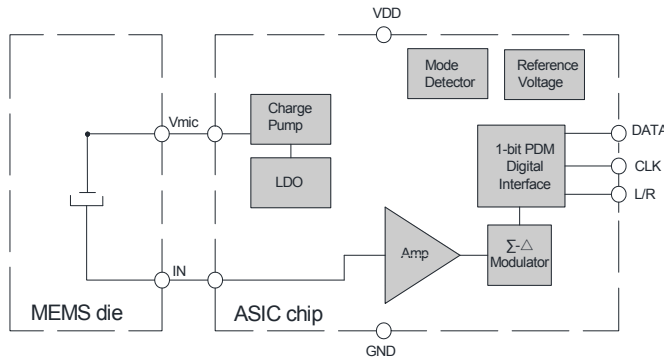 VDD
Mode
Detector
Reference
Voltage
Vmic
Charge
Pump
LDO
1-bit PDM
Digital
Interface
DATA
CLK
L/R
IN
Amp
Σ-△
Modulator
MEMS die
ASIC chip
GND